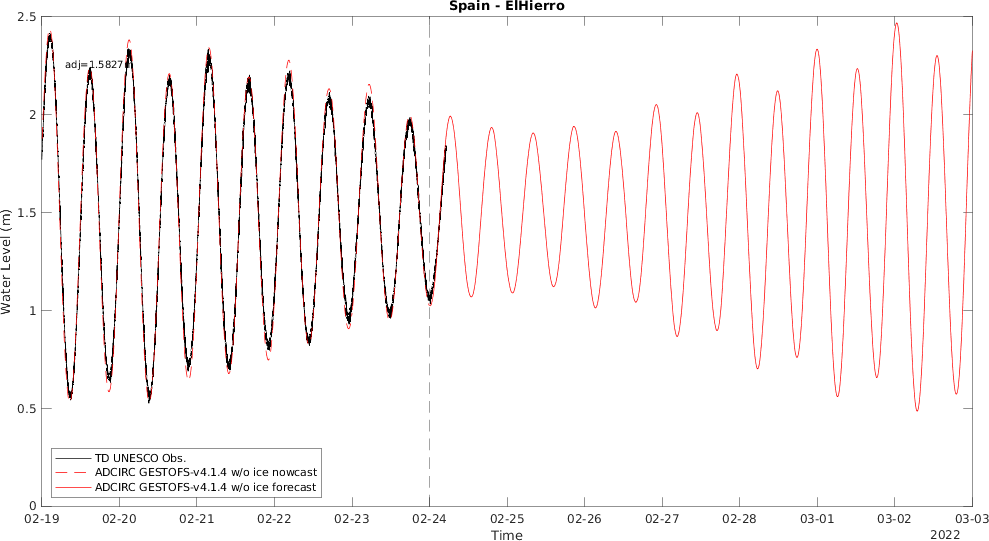 Spain - ElHierro
2.5
adj=1.5827
2
1.5
Water Level (m)
1
0.5
TD UNESCO Obs.
ADCIRC GESTOFS-v4.1.4 w/o ice nowcast
ADCIRC GESTOFS-v4.1.4 w/o ice forecast
0
02-19 02-20 02-21 02-22 02-23 02-24 02-25 02-26 02-27 02-28 03-01 03-02 03-03
Time
2022